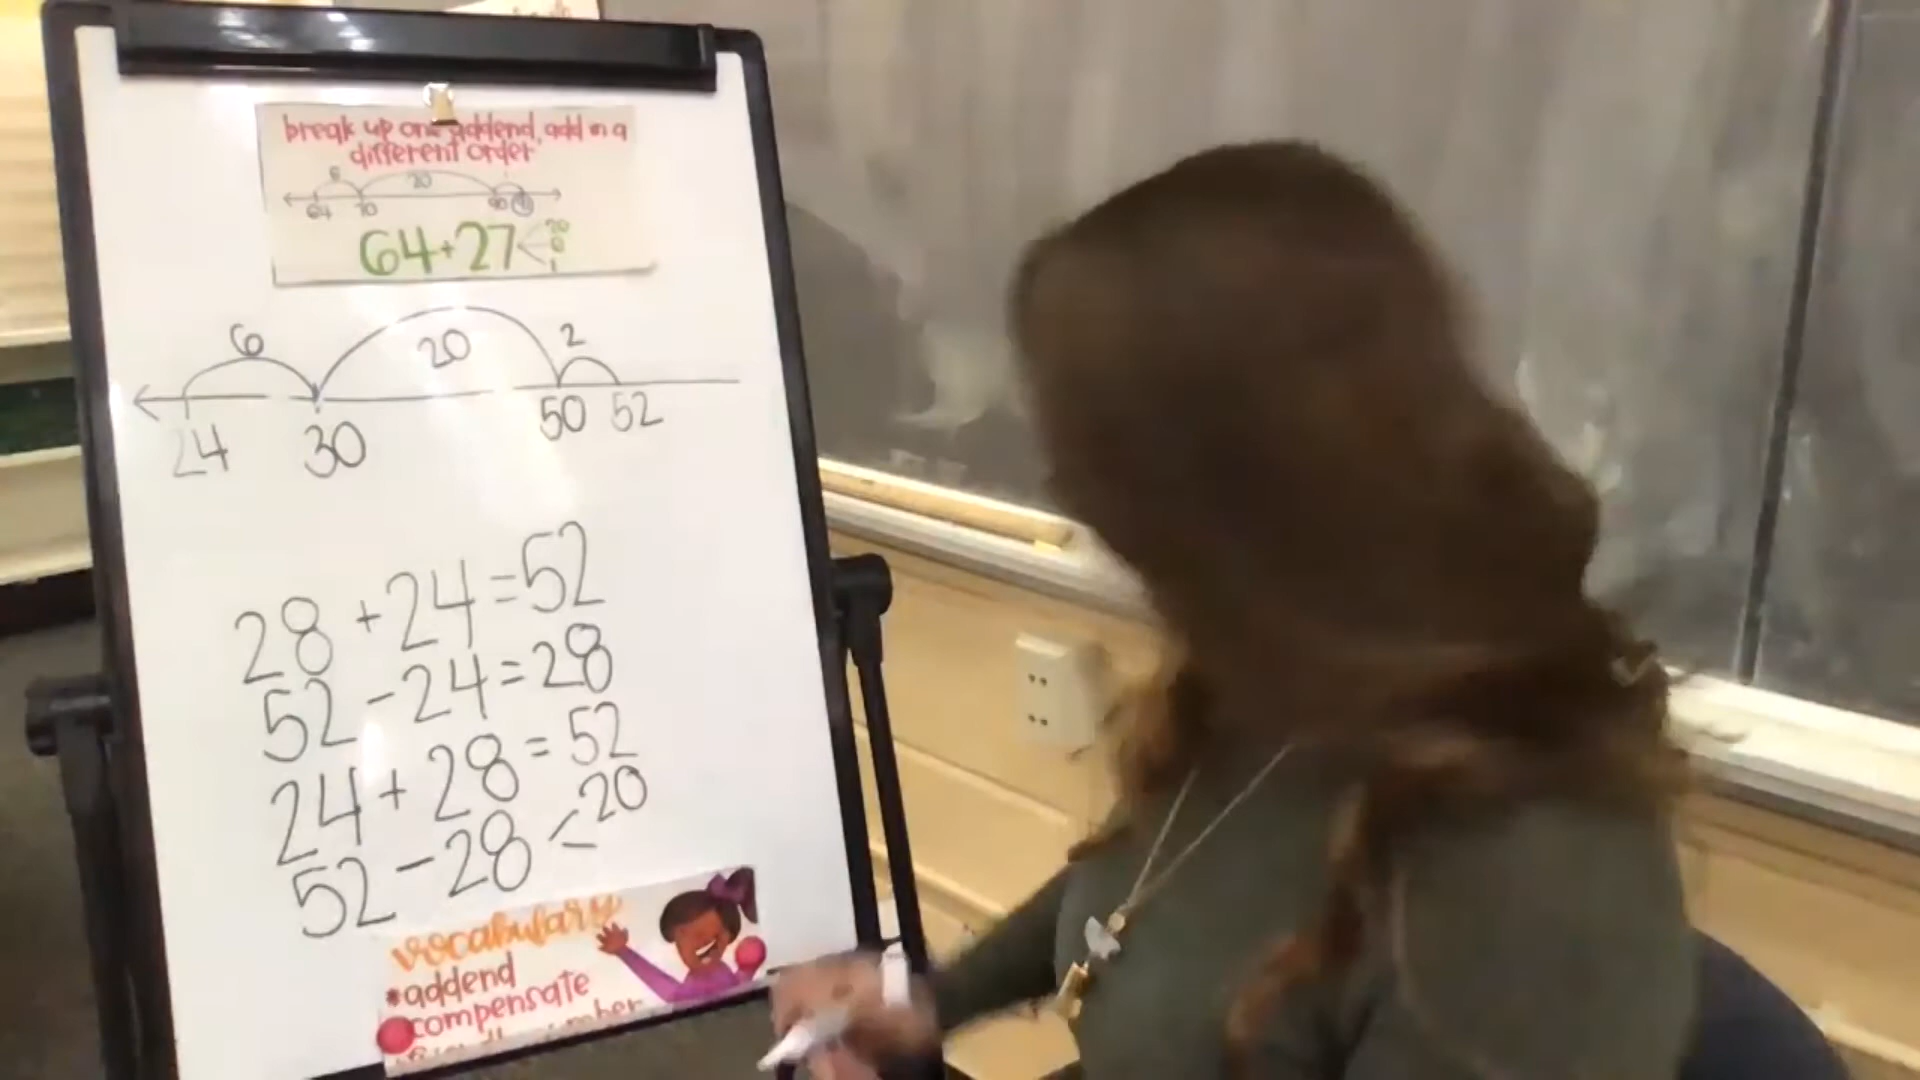 break up one addend, add in a
different order
6 20
64 70 90
64+27 < 20
6
1
6 20 2
24 30 50 52
28 + 24 = 52
52 - 24 = 28
24 + 28 = 52
52 - 28 < 20
vocabulary
*addend
compensate